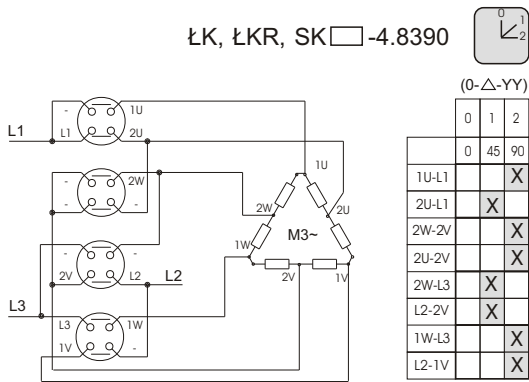 ŁK, ŁKR, SK□ -4.8390
0 1 2
(0-△-YY)
0 1 2
0 45 90
1U-L1 X
2U-L1 X
2W-2V X
2U-2V X
2W-L3 X
L2-2V X
1W-L3 X
L2-1V X
L1
- 1U
L1 2U
- 2W
- -
- -
2V L2 L2
L3
L3 1W
1V -
1U
2W 2U
M3~
1W
2V 1V